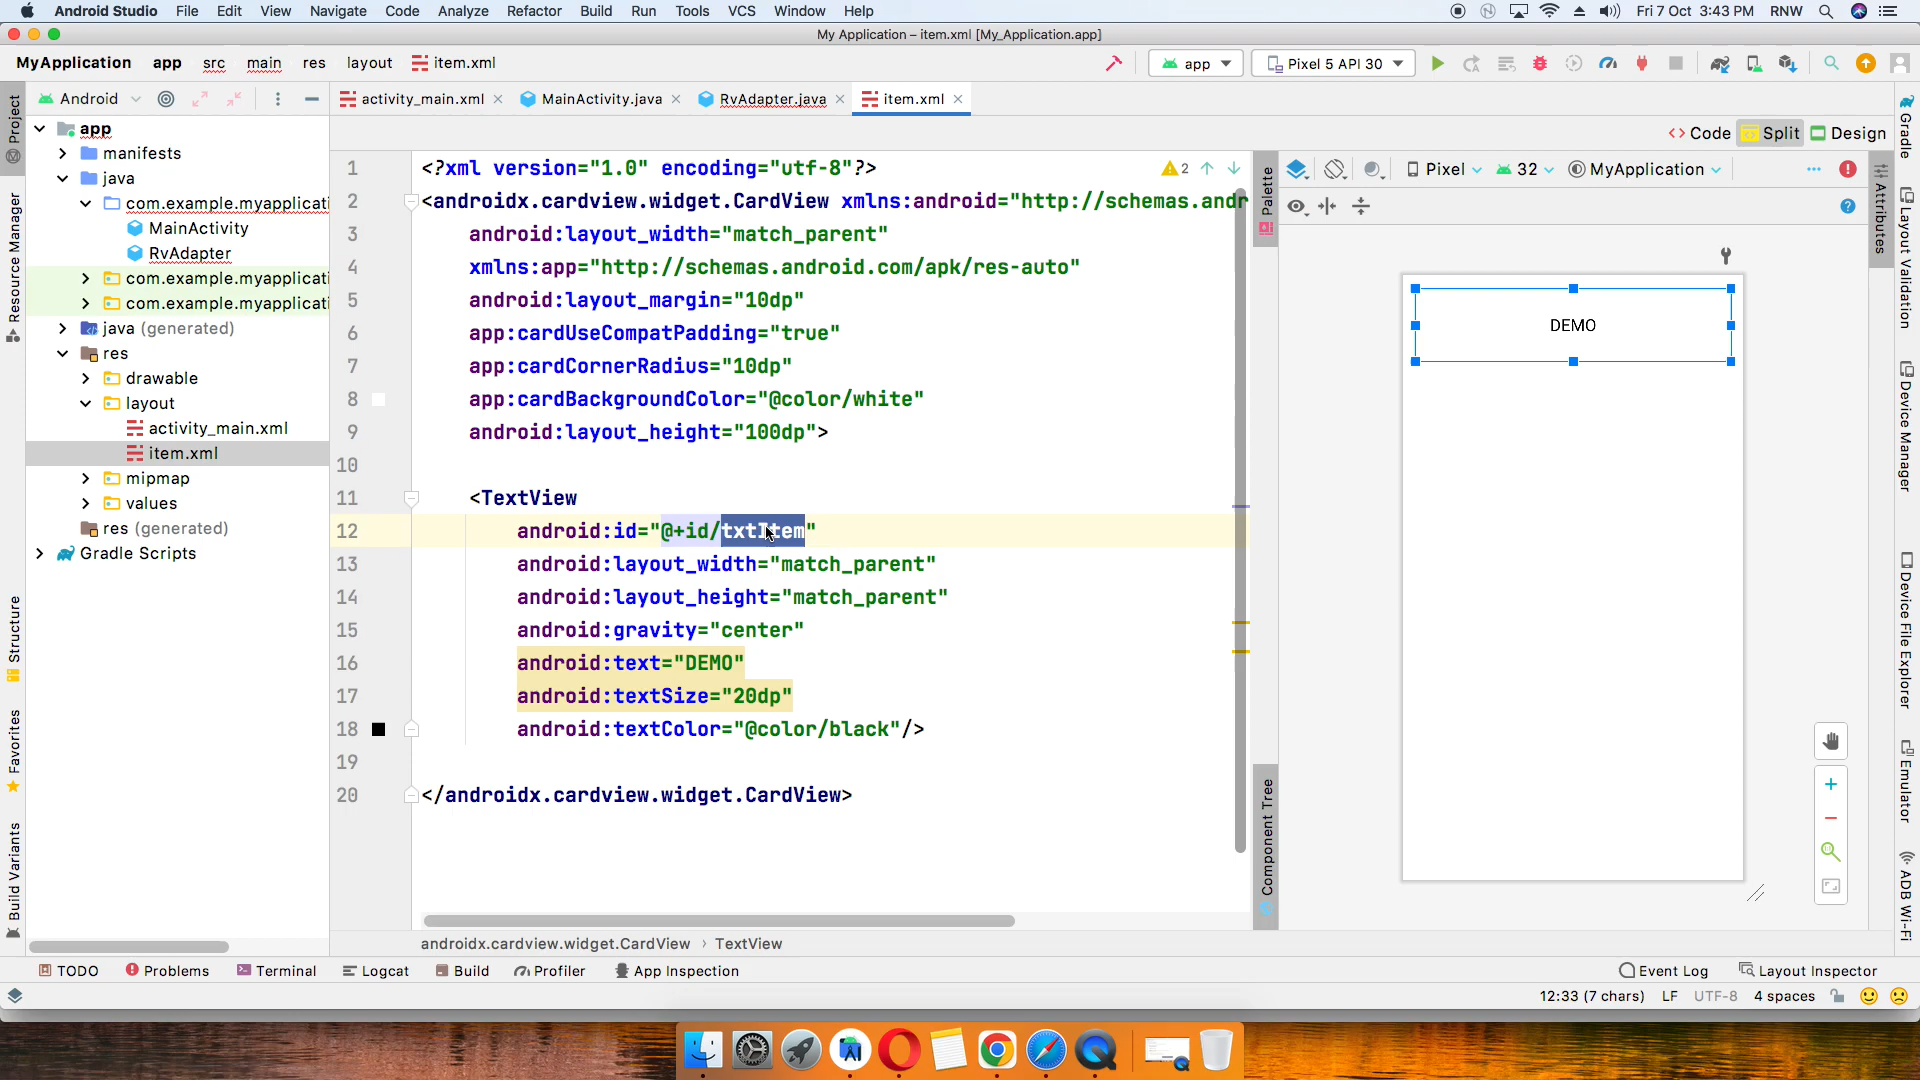 Android Studio File Edit View Navigate Code Analyze Refactor Build Run Tools VCS Window Help Fri 7 Oct 3:43 PM RNW
My Application – item.xml [My_Application.app]
MyApplication app src main res layout item.xml app Pixel 5 API 30
Android activity_main.xml MainActivity.java RvAdapter.java item.xml
Code Split Design
Pixel 32 MyApplication
Project
Resource Manager
Structure
Favorites
Build Variants
app
manifests
java
com.example.myapplicati
MainActivity
RvAdapter
com.example.myapplicati
com.example.myapplicati
java (generated)
res
drawable
layout
activity_main.xml
item.xml
mipmap
values
res (generated)
Gradle Scripts
1 <?xml version="1.0" encoding="utf-8"?> 2
2 <androidx.cardview.widget.CardView xmlns:android="http://schemas.andr
3 android:layout_width="match_parent"
4 xmlns:app="http://schemas.android.com/apk/res-auto"
5 android:layout_margin="10dp"
6 app:cardUseCompatPadding="true"
7 app:cardCornerRadius="10dp"
8 app:cardBackgroundColor="@color/white"
9 android:layout_height="100dp">
10
11 <TextView
12 android:id="@+id/txtItem"
13 android:layout_width="match_parent"
14 android:layout_height="match_parent"
15 android:gravity="center"
16 android:text="DEMO"
17 android:textSize="20dp"
18 android:textColor="@color/black"/>
19
20 </androidx.cardview.widget.CardView>
androidx.cardview.widget.CardView › TextView
Palette
Component Tree
DEMO
Attributes
Gradle
Layout Validation
Device Manager
Device File Explorer
Emulator
ADB Wi-Fi
TODO Problems Terminal Logcat Build Profiler App Inspection Event Log Layout Inspector
12:33 (7 chars) LF UTF-8 4 spaces